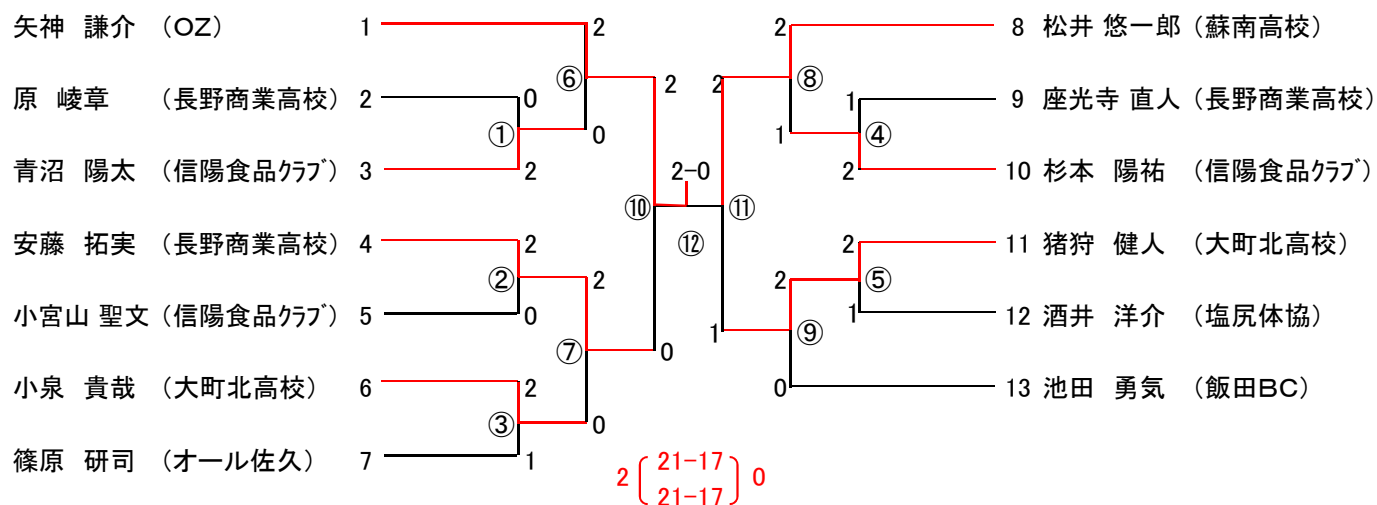 矢神 謙介 (OZ) 1 2 2 8 松井 悠一郎 (蘇南高校)
⑥ 2 2 ⑧
原 崚章 (長野商業高校) 2 0 1 9 座光寺 直人 (長野商業高校)
① 0 1 ④
青沼 陽太 (信陽食品ｸﾗﾌﾞ) 3 2 2-0 2 10 杉本 陽祐 (信陽食品ｸﾗﾌﾞ)
⑩ ⑪
安藤 拓実 (長野商業高校) 4 2 ⑫ 2 11 猪狩 健人 (大町北高校)
② 2 2 ⑤
小宮山 聖文 (信陽食品ｸﾗﾌﾞ) 5 0 1 12 酒井 洋介 (塩尻体協)
⑦ 0 1 ⑨
小泉 貴哉 (大町北高校) 6 2 0 13 池田 勇気 (飯田BC)
③ 0
篠原 研司 (オール佐久) 7 1
21-17
2 0
21-17